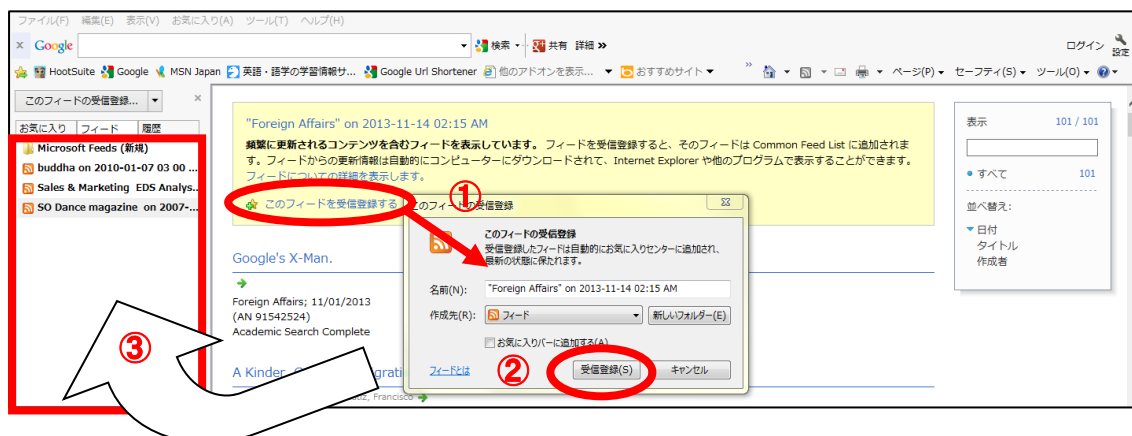 ファイル(F) 編集(E) 表示(V) お気に入り(A) ツール(T) ヘルプ(H)
x Google 検索 共有 詳細 » ログイン 設定
HootSuite Google MSN Japan 英語・語学の学習情報サ... Google Url Shortener 他のアドオンを表示... おすすめサイト ページ(P) セーフティ(S) ツール(O)
このフィードの受信登録... ×
お気に入り フィード 履歴
Microsoft Feeds (新規)
buddha on 2010-01-07 03 00 ...
Sales & Marketing EDS Analys...
SO Dance magazine on 2007-...
"Foreign Affairs" on 2013-11-14 02:15 AM
頻繁に更新されるコンテンツを含むフィードを表示しています。 フィードを受信登録すると、そのフィードは Common Feed List に追加されま
す。フィードからの更新情報は自動的にコンピューターにダウンロードされて、Internet Explorer や他のプログラムで表示することができます。
フィードについての詳細を表示します。
このフィードを受信登録する
①
Google's X-Man.
Foreign Affairs; 11/01/2013
(AN 91542524)
Academic Search Complete
A Kinder,
Francisco
このフィードの受信登録
このフィードの受信登録
受信登録したフィードは自動的にお気に入りセンターに追加され、
最新の状態に保たれます。
名前(N): "Foreign Affairs" on 2013-11-14 02:15 AM
作成先(R): フィード 新しいフォルダー(E)
お気に入りバーに追加する(A)
フィードとは ② 受信登録(S) キャンセル
③
表示 101 / 101
すべて 101
並べ替え:
日付
タイトル
作成者